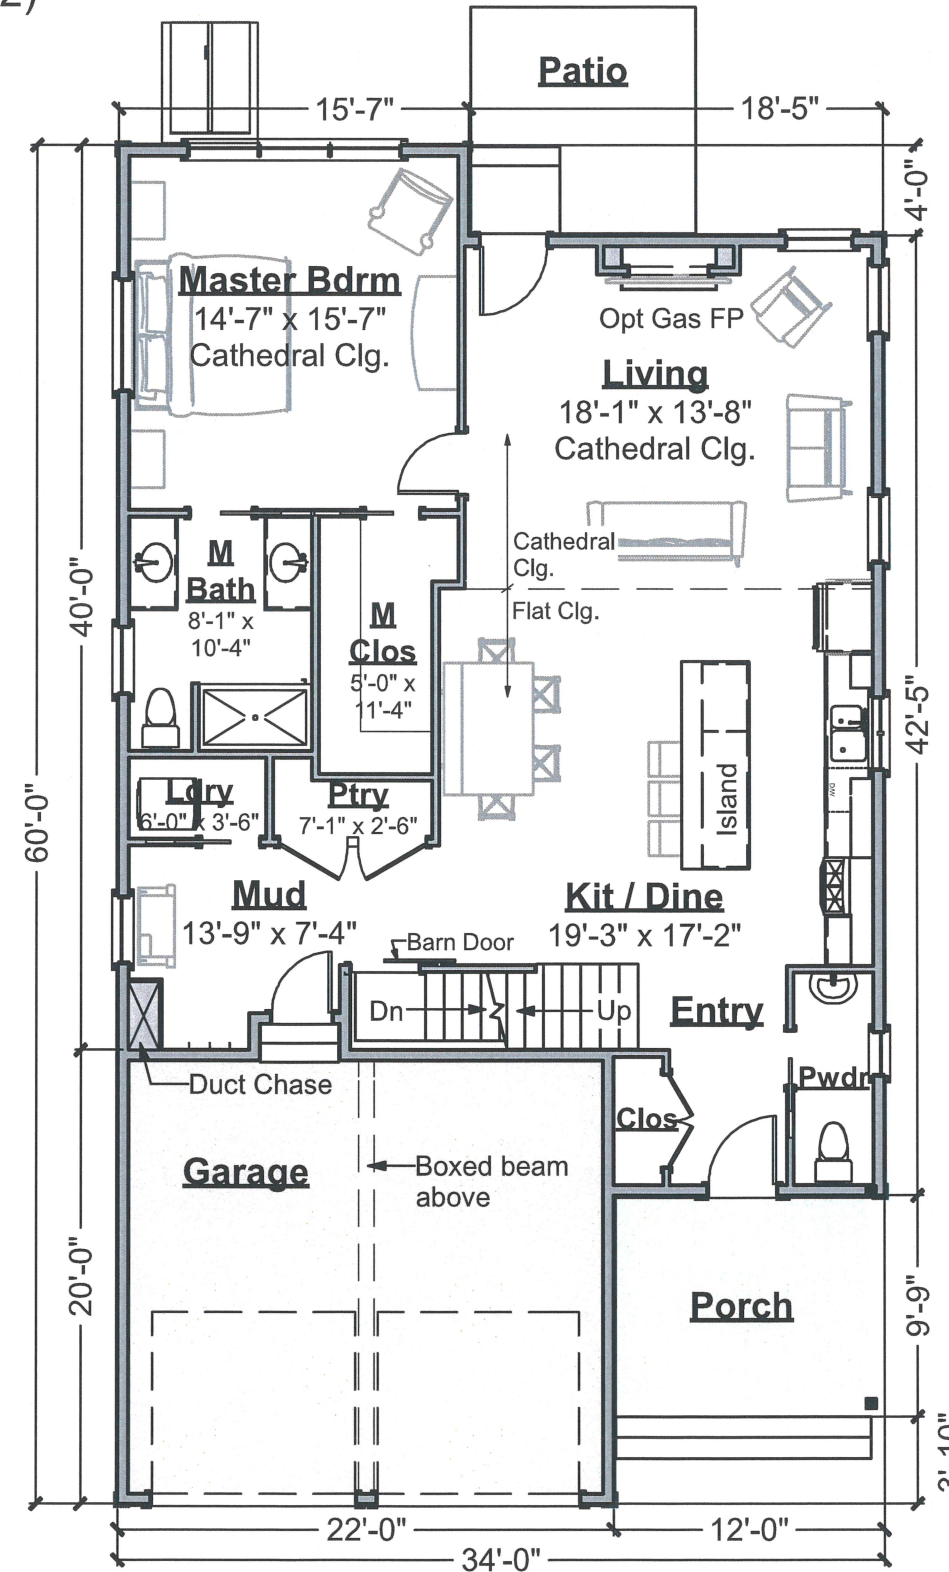 2)
Patio
15'-7"
18'-5"
4'-0"
Master Bdrm
14'-7" x 15'-7"
Cathedral Clg.
Opt Gas FP
Living
18'-1" x 13'-8"
Cathedral Clg.
Cathedral
Clg.
Flat Clg.
M
Bath
8'-1" x
10'-4"
M
Clos
5'-0" x
11'-4"
40'-0"
42'-5"
60'-0"
Island
DW
Ldry
6'-0" x 3'-6"
Ptry
7'-1" x 2'-6"
Mud
13'-9" x 7'-4"
Kit / Dine
19'-3" x 17'-2"
Barn Door
Dn
Up
Entry
Duct Chase
Pwdr
Clos
Garage
Boxed beam
above
20'-0"
Porch
9'-9"
3'-10"
22'-0"
12'-0"
34'-0"